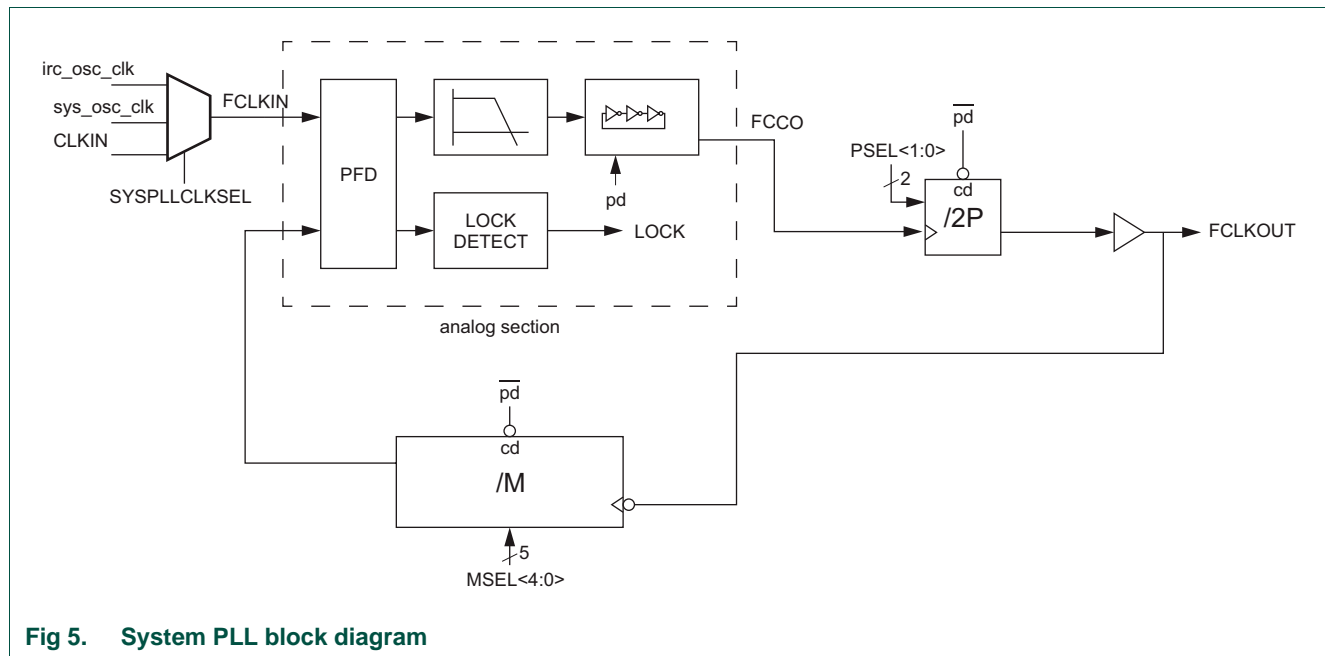 irc_osc_clk
sys_osc_clk
CLKIN
SYSPLLCLKSEL
FCLKIN
PFD
LOCK
DETECT
LOCK
pd
analog section
FCCO
PSEL<1:0>
2
pd
cd
/2P
FCLKOUT
pd
cd
/M
5
MSEL<4:0>
Fig 5. System PLL block diagram